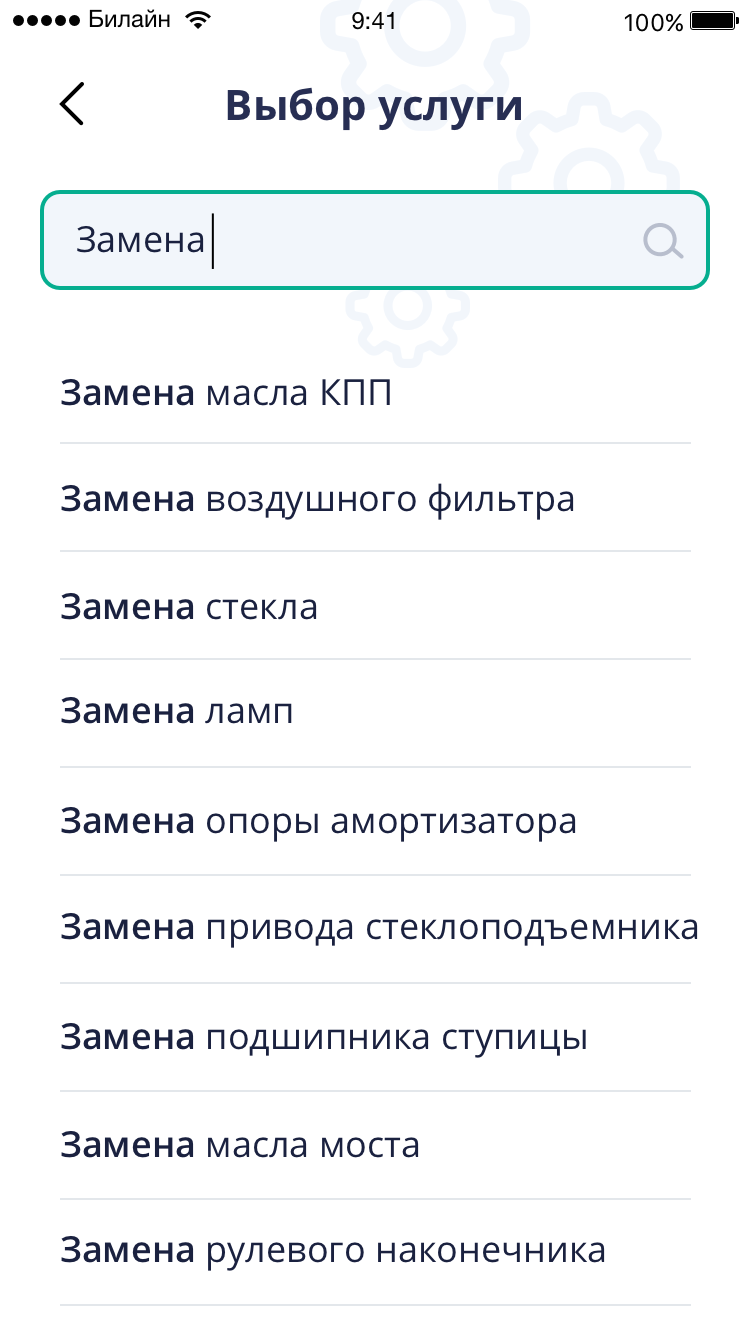 Билайн 9:41 100%
Выбор услуги
Замена
Замена масла КПП
Замена воздушного фильтра
Замена стекла
Замена ламп
Замена опоры амортизатора
Замена привода стеклоподъемника
Замена подшипника ступицы
Замена масла моста
Замена рулевого наконечника